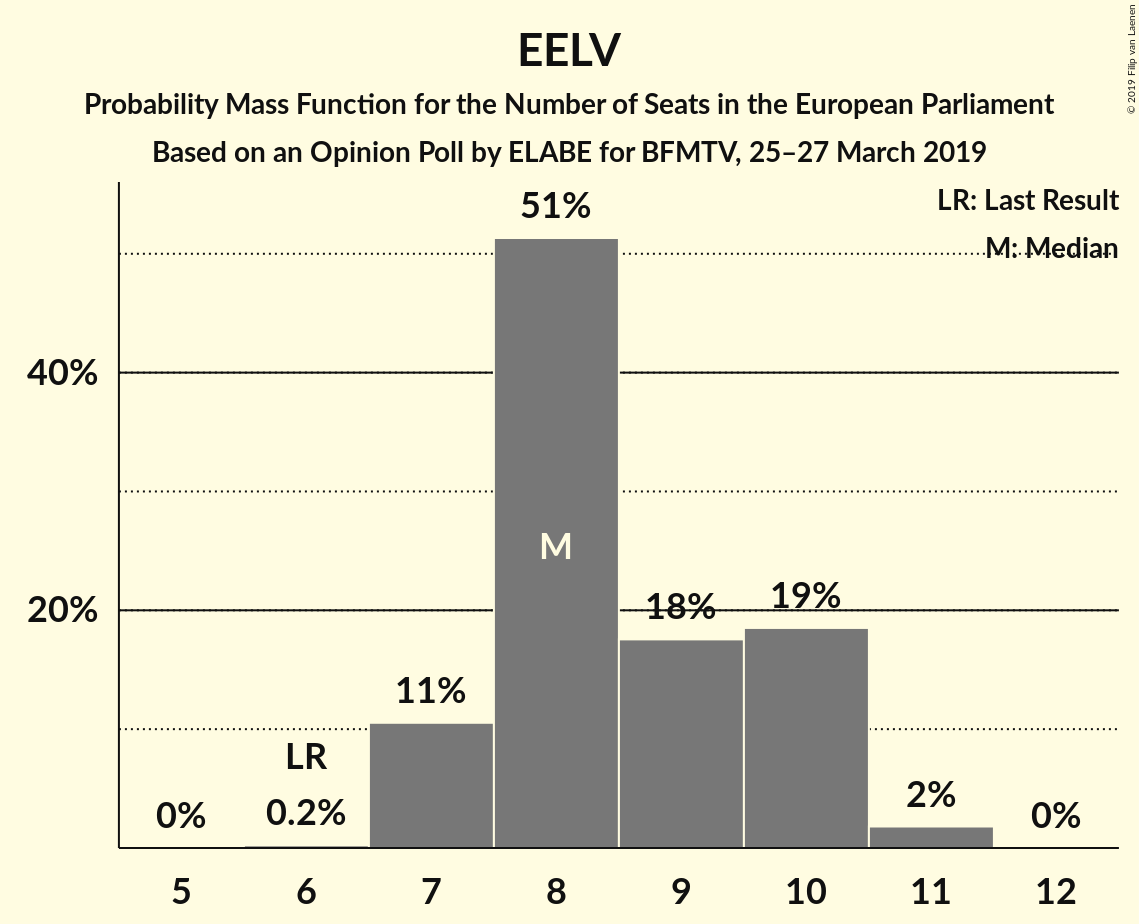 EELV
Probability Mass Function for the Number of Seats in the European Parliament
Based on an Opinion Poll by ELABE for BFMTV, 25–27 March 2019
© 2019 Filip van Laenen
LR: Last Result
M: Median
51%
40%
M
20%
18%
19%
11%
LR
0%
0.2%
2%
0%
5
6
7
8
9
10
11
12